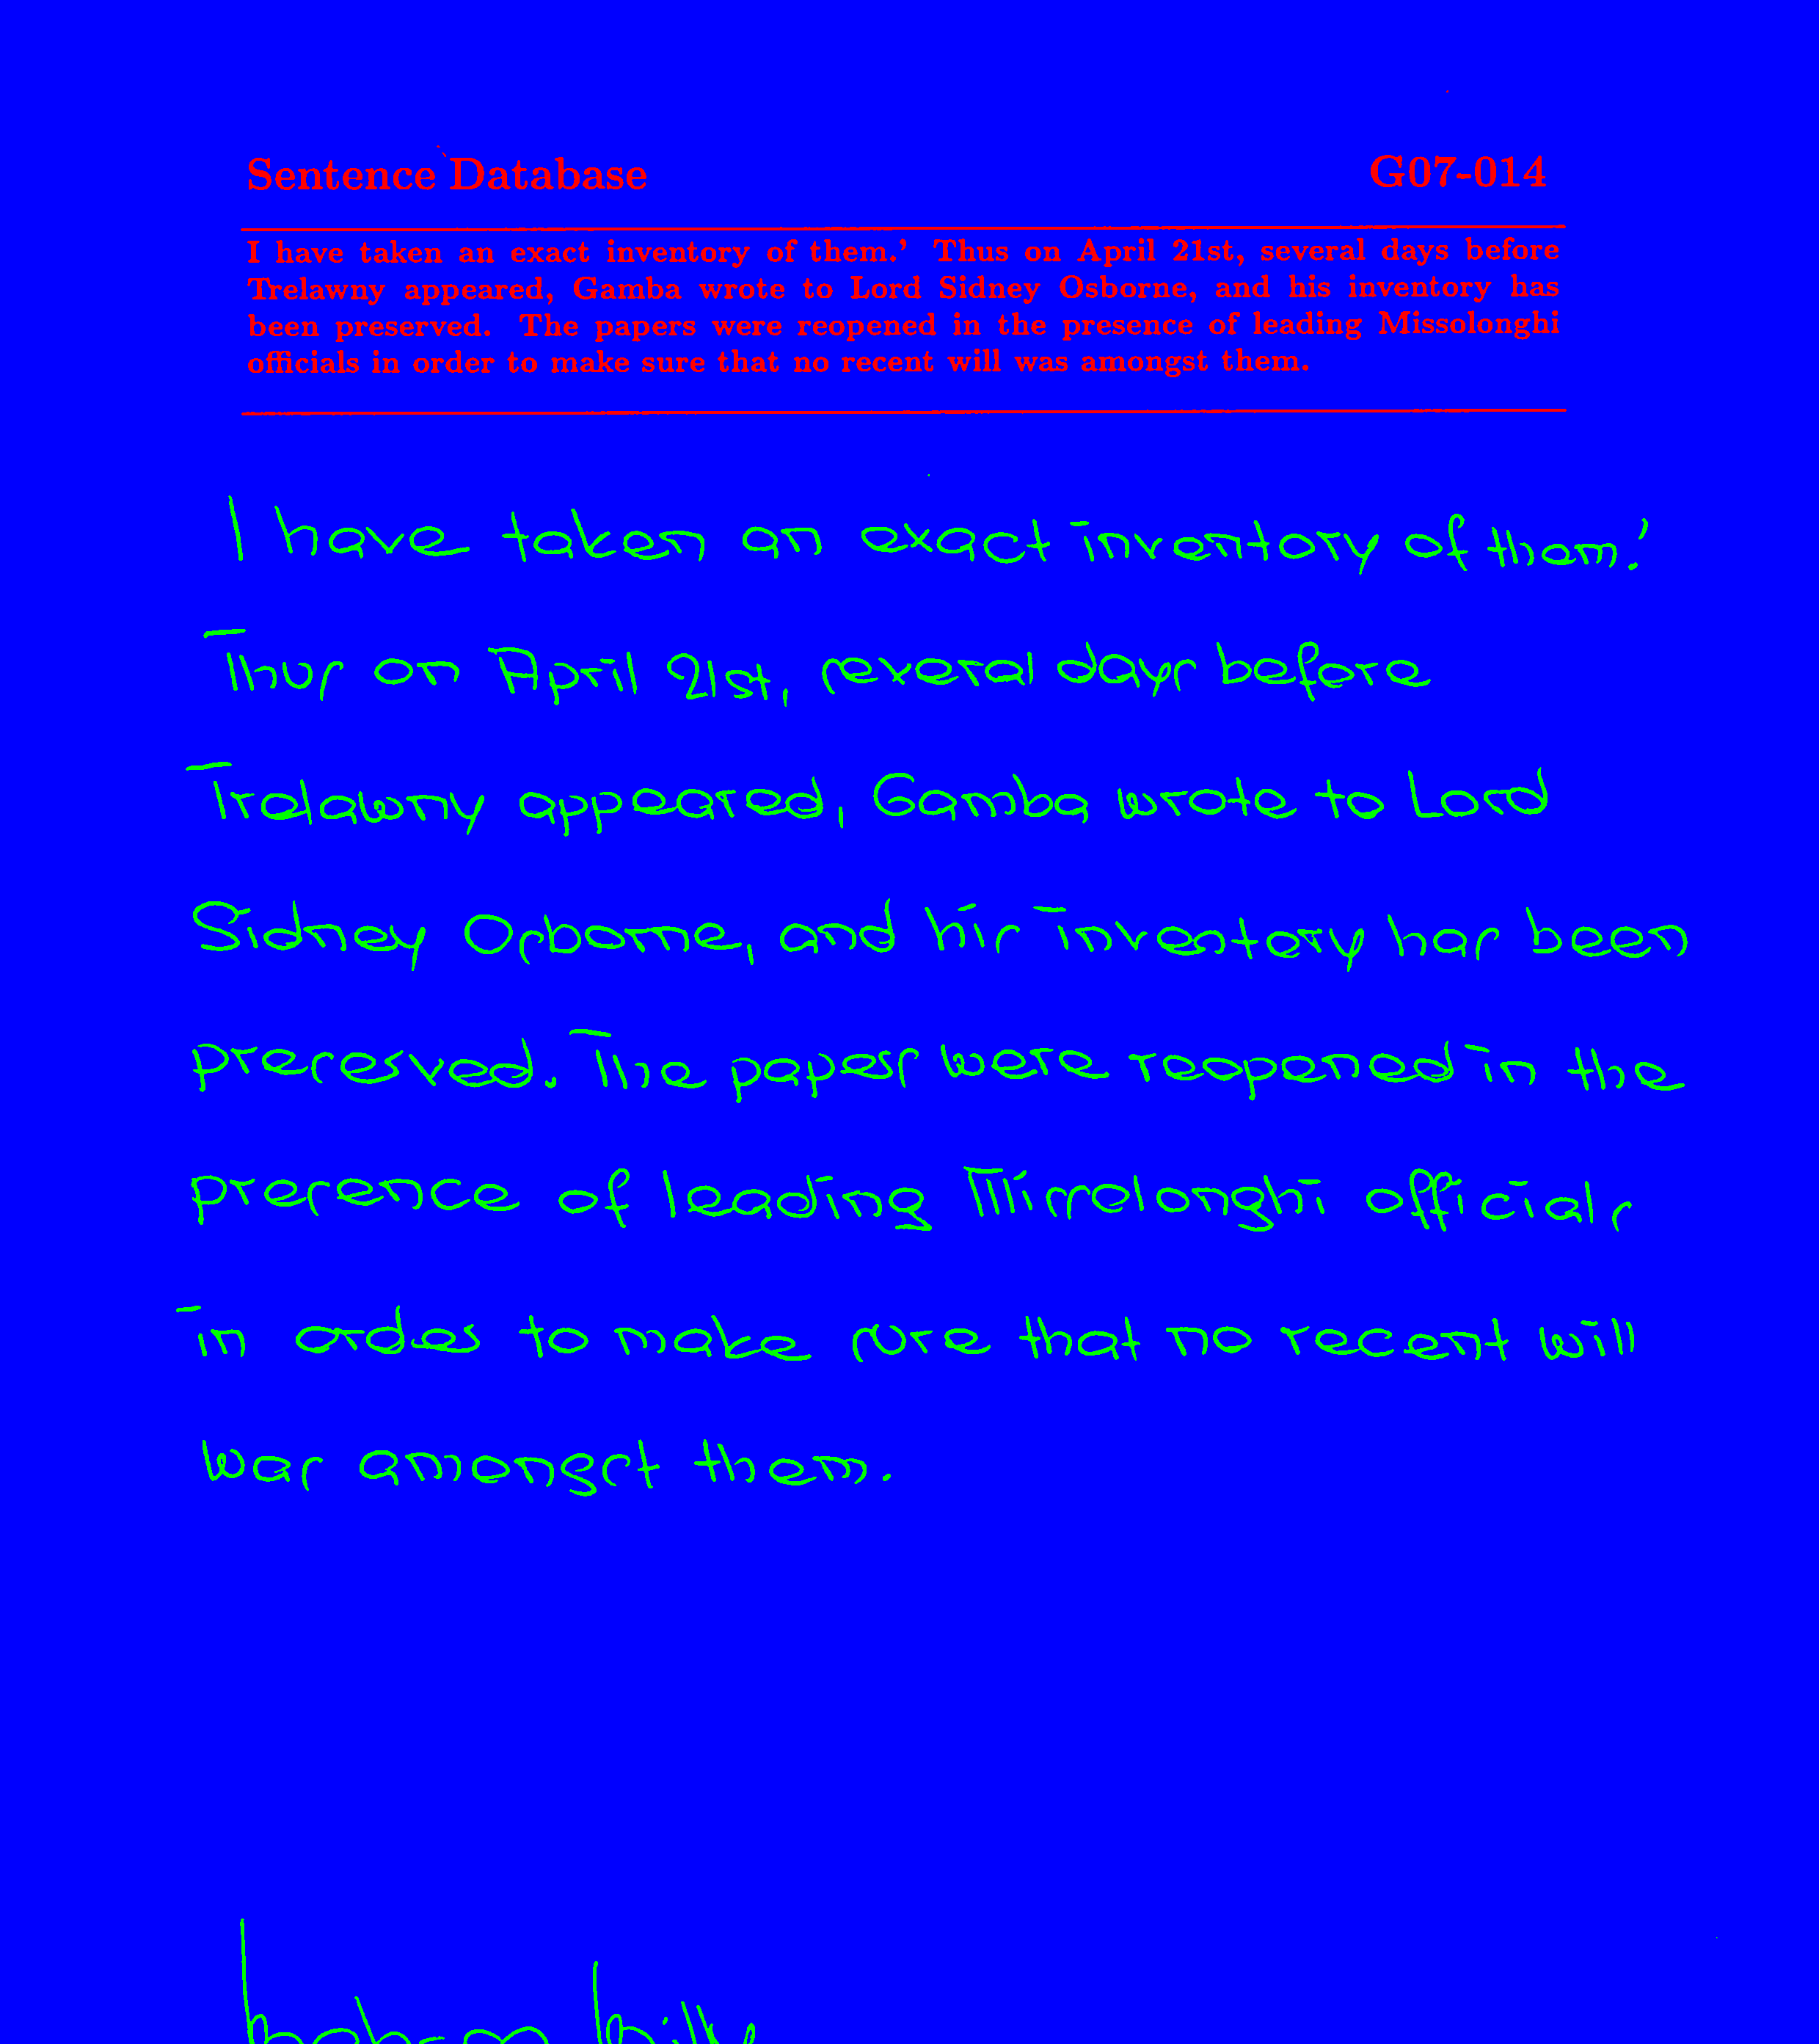 Sentence Database G07-014
I have taken an exact inventory of them.' Thus on April 21st, several days before
Trelawny appeared, Gamba wrote to Lord Sidney Osborne, and his inventory has
been preserved. The papers were reopened in the presence of leading Missolonghi
officials in order to make sure that no recent will was amongst them.
I have taken an exact inventory of them.'
Thus on April 21st, several days before
Trelawny appeared, Gamba wrote to Lord
Sidney Osborne, and his inventory has been
preserved. The papers were reopened in the
presence of leading Missolonghi officials
in order to make sure that no recent will
was amongst them.